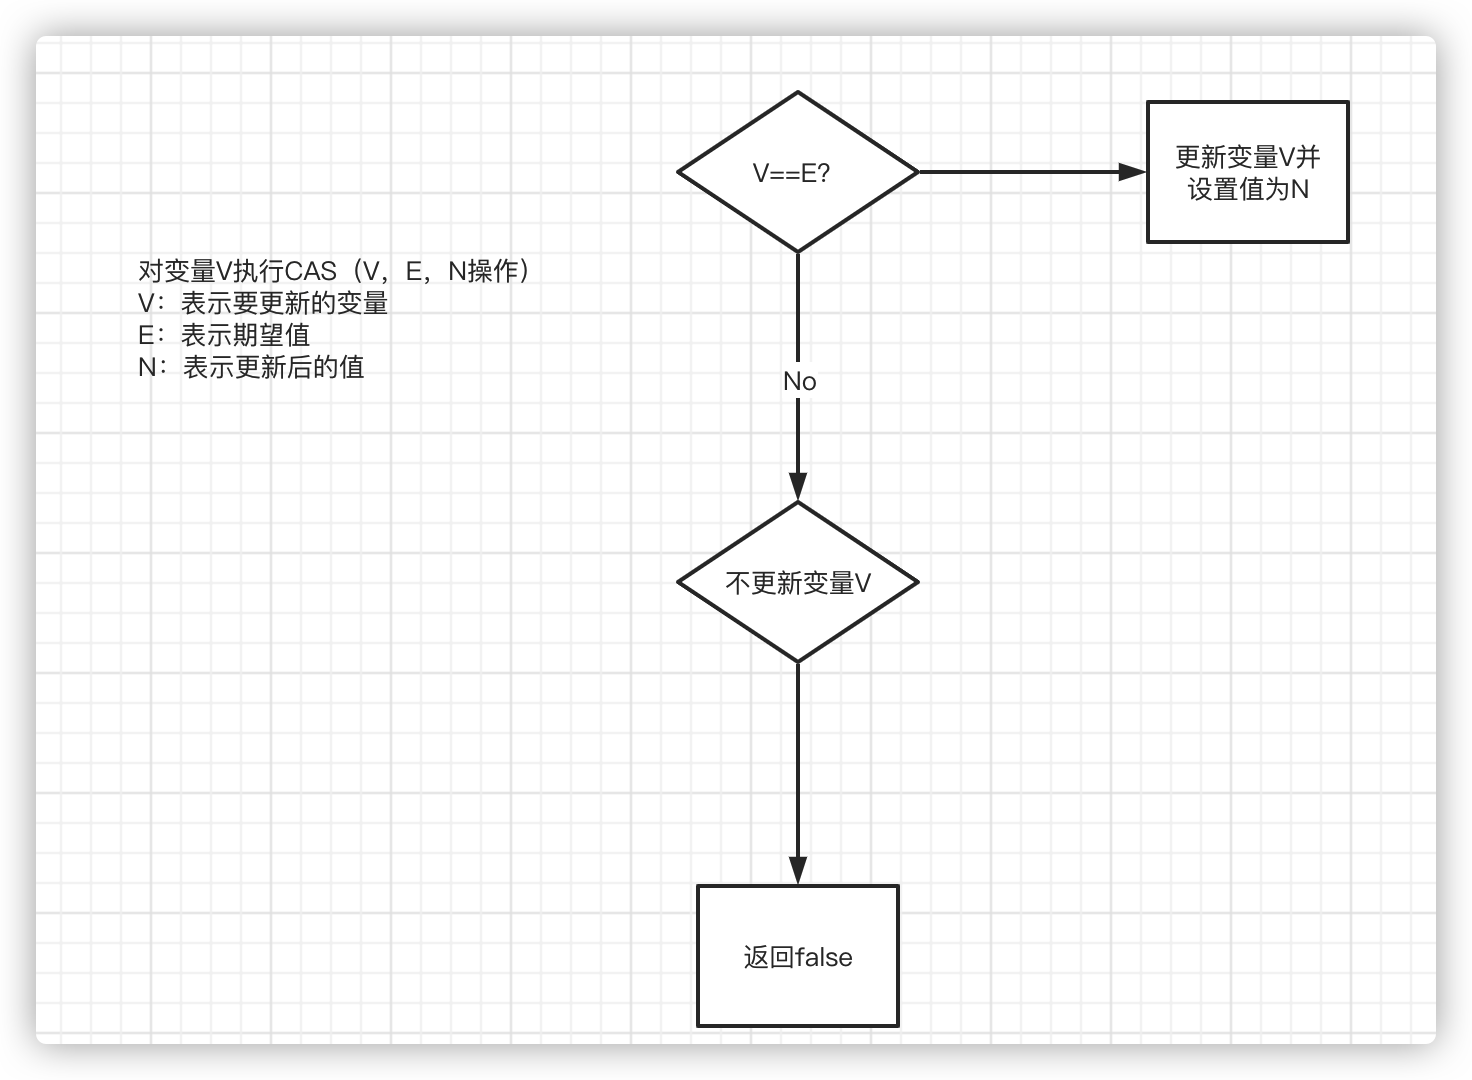 V==E?
更新变量V并
设置值为N
对变量V执行CAS（V，E，N操作）
V：表示要更新的变量
E：表示期望值
N：表示更新后的值
No
不更新变量V
返回false